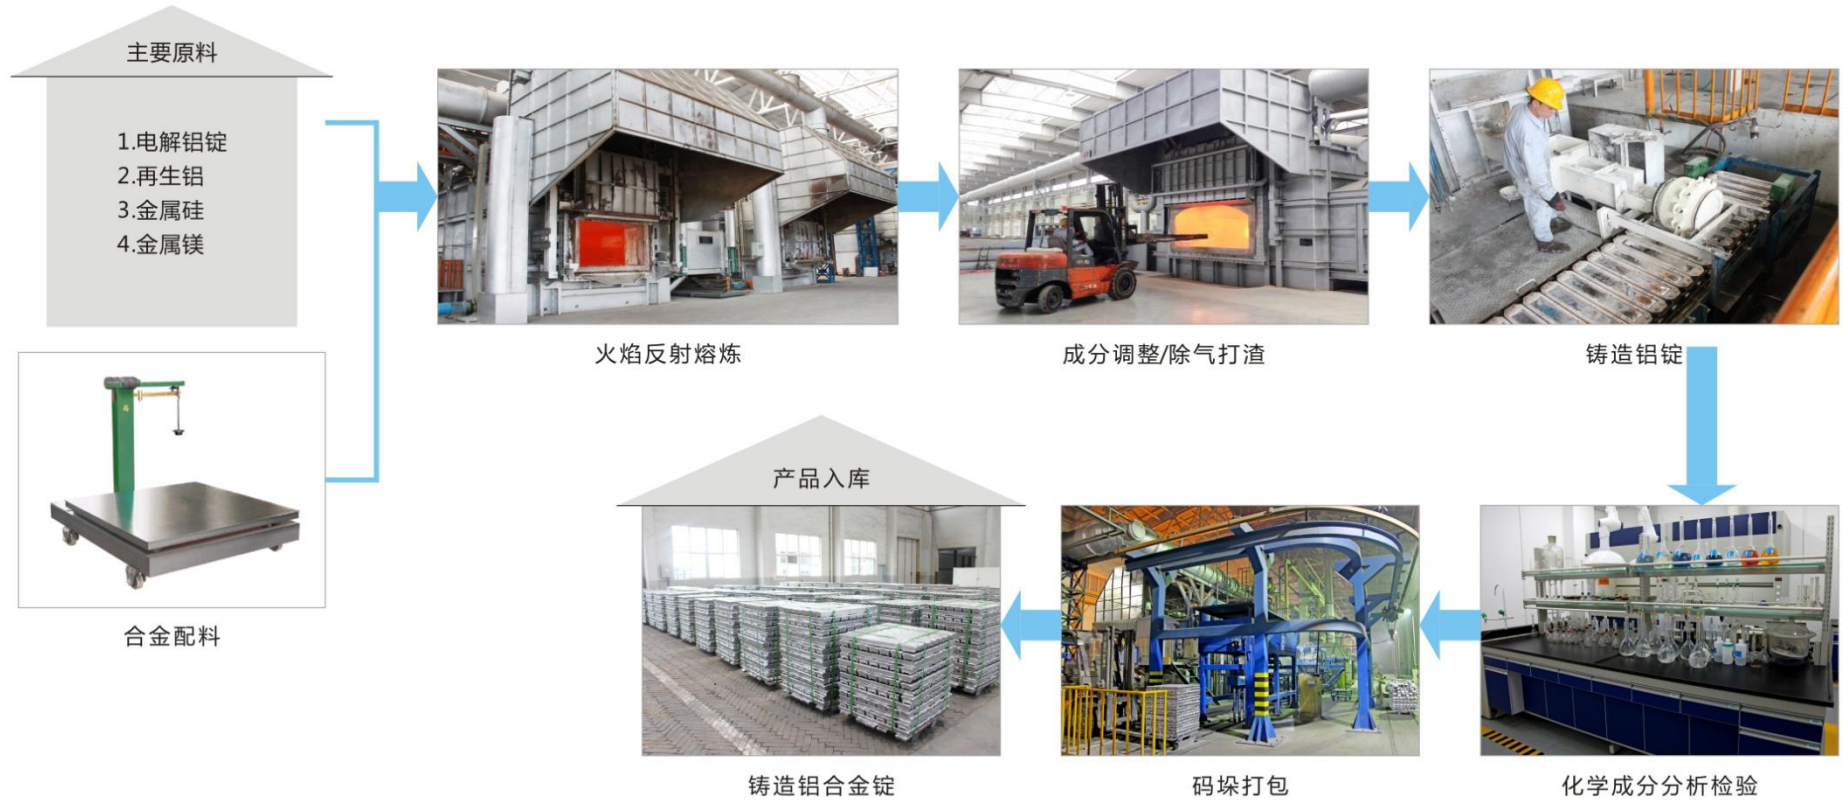 主要原料
1.电解铝锭
2.再生铝
3.金属硅
4.金属镁
合金配料
火焰反射熔炼
成分调整/除气打渣
铸造铝锭
化学成分分析检验
码垛打包
产品入库
铸造铝合金锭